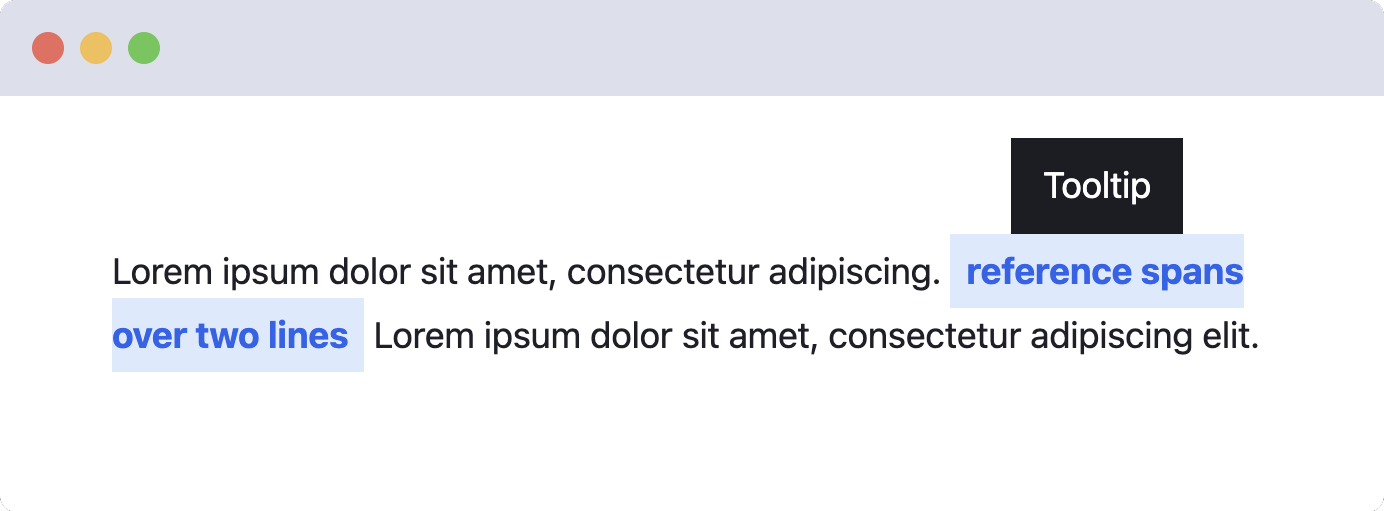 Tooltip
Lorem ipsum dolor sit amet, consectetur adipiscing. reference spans
over two lines Lorem ipsum dolor sit amet, consectetur adipiscing elit.